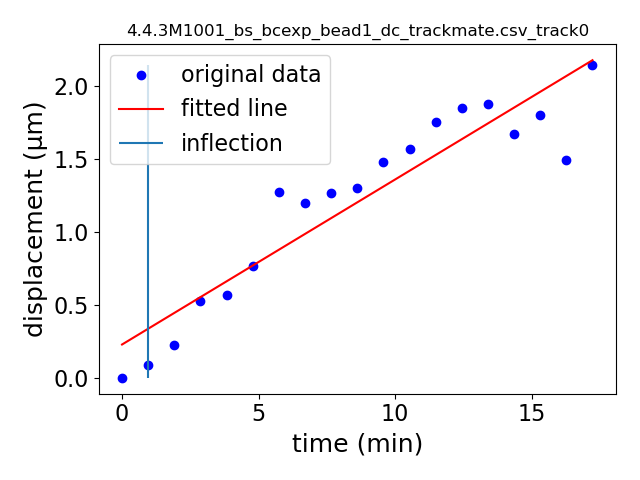 4.4.3M1001_bs_bcexp_bead1_dc_trackmate.csv_track0
original data
fitted line
inflection
2.0
1.5
1.0
0.5
0.0
displacement (μm)
0 5 10 15
time (min)